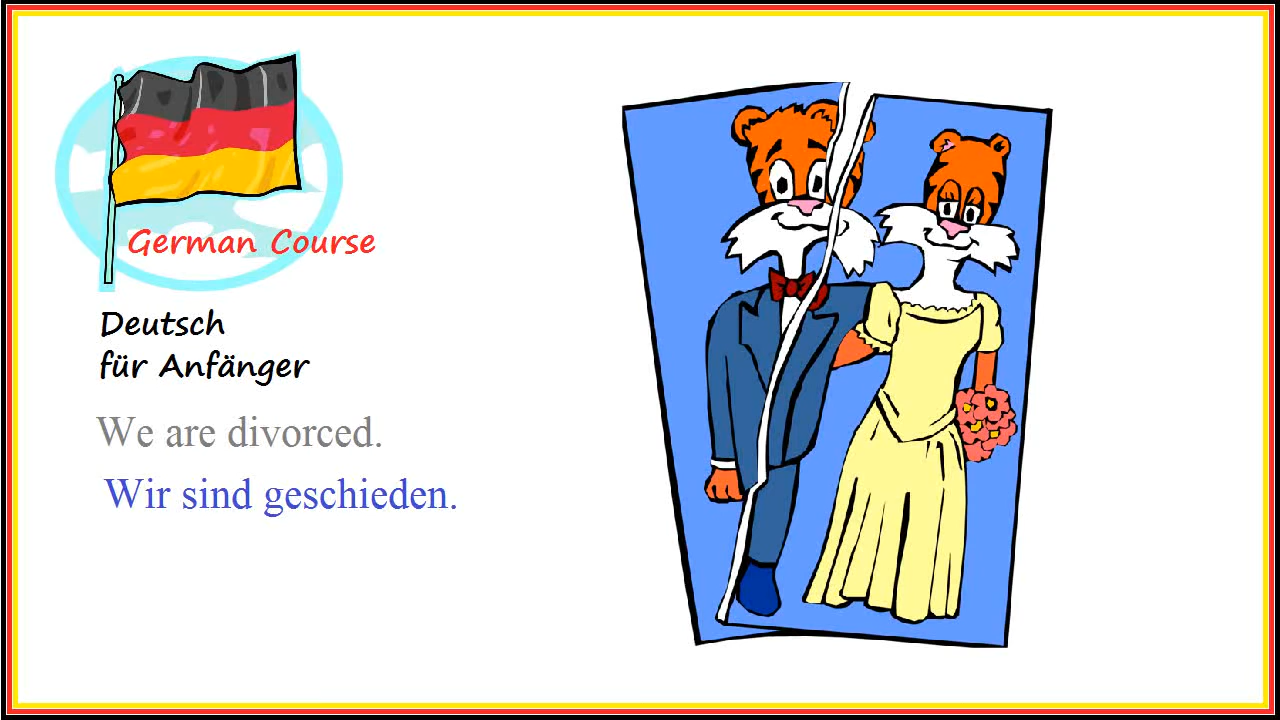 German Course
Deutsch
für Anfänger
We are divorced.
Wir sind geschieden.